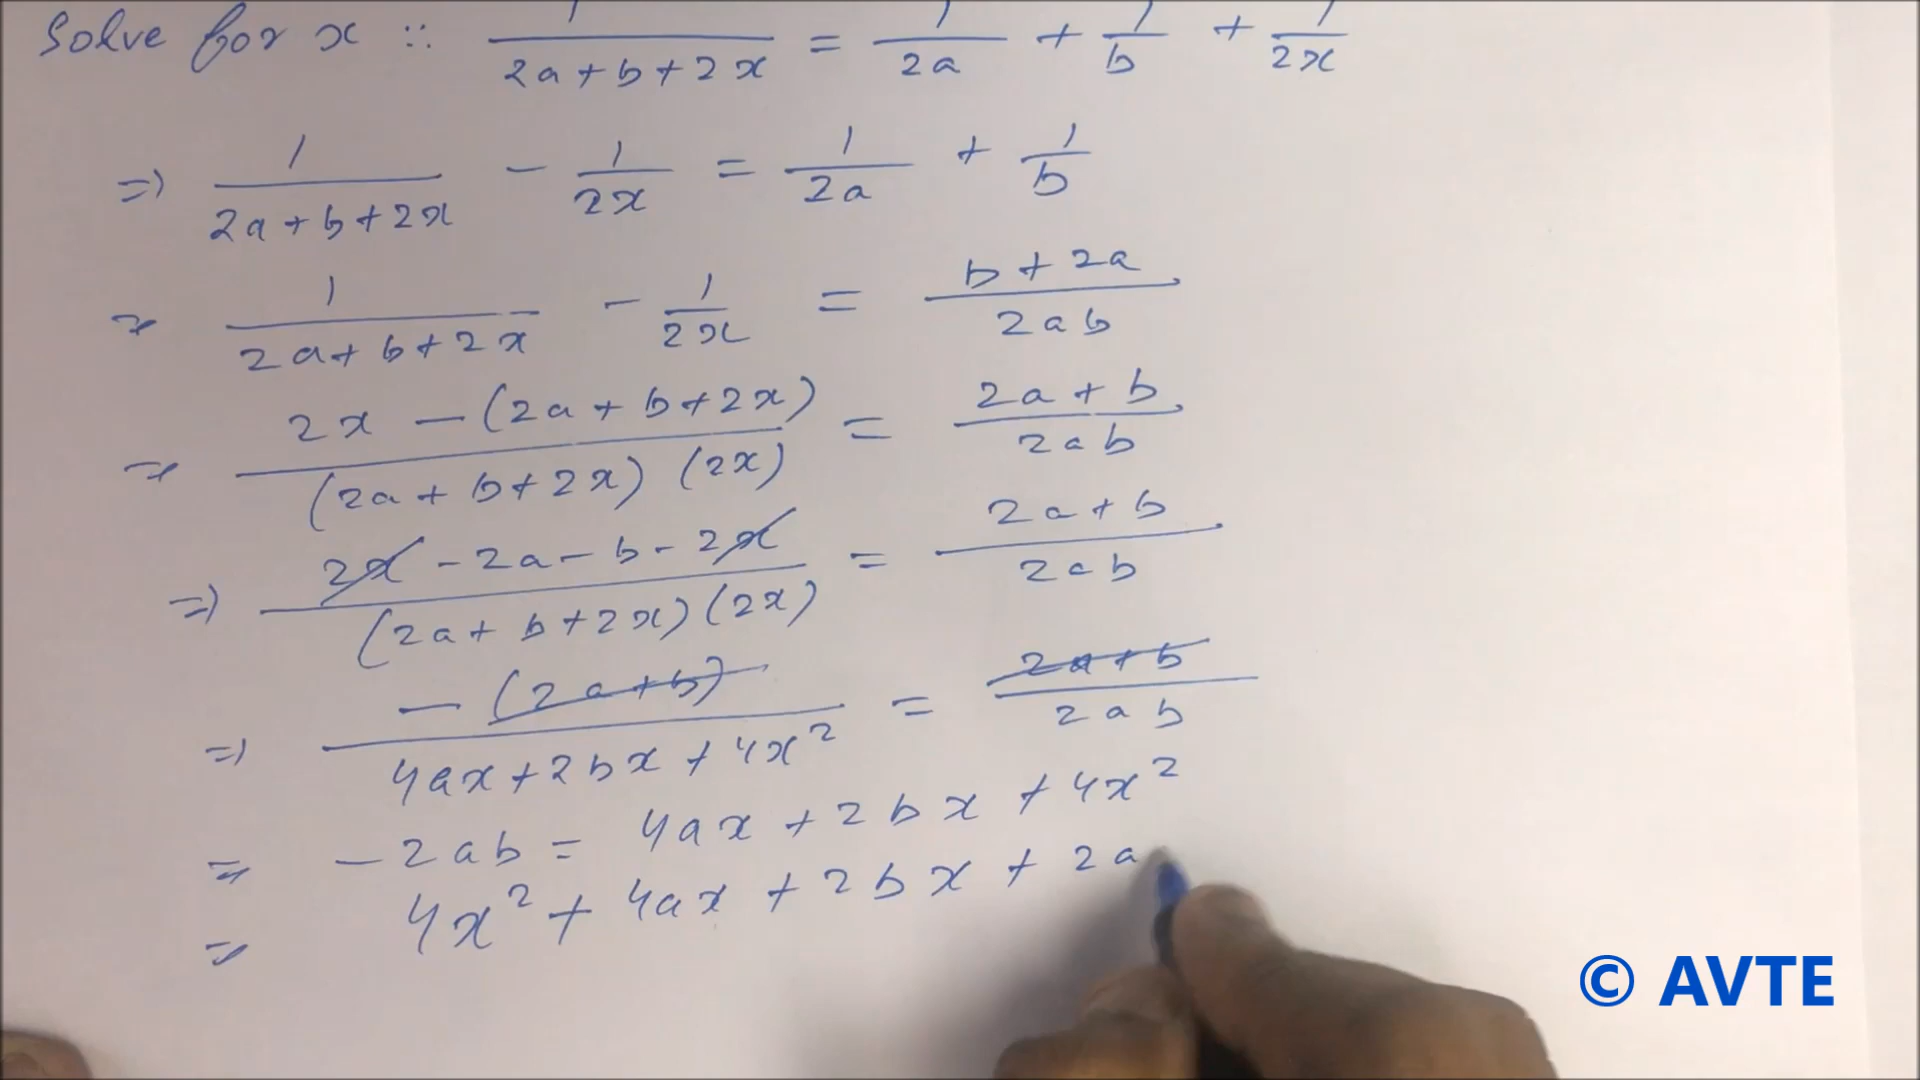 Solve for x :: 1/(2a+b+2x) = 1/2a + 1/b + 1/2x
=> 1/(2a+b+2x) - 1/2x = 1/2a + 1/b
=> 1/(2a+b+2x) - 1/2x = (b+2a)/2ab
=> (2x-(2a+b+2x))/((2a+b+2x)(2x)) = (2a+b)/2ab
=> (2x-2a-b-2x)/((2a+b+2x)(2x)) = (2a+b)/2ab
=> -(2a+b)/(4ax+2bx+4x²) = (2a+b)/2ab
=> -2ab = 4ax+2bx+4x²
=> 4x²+4ax+2bx+2a
© AVTE